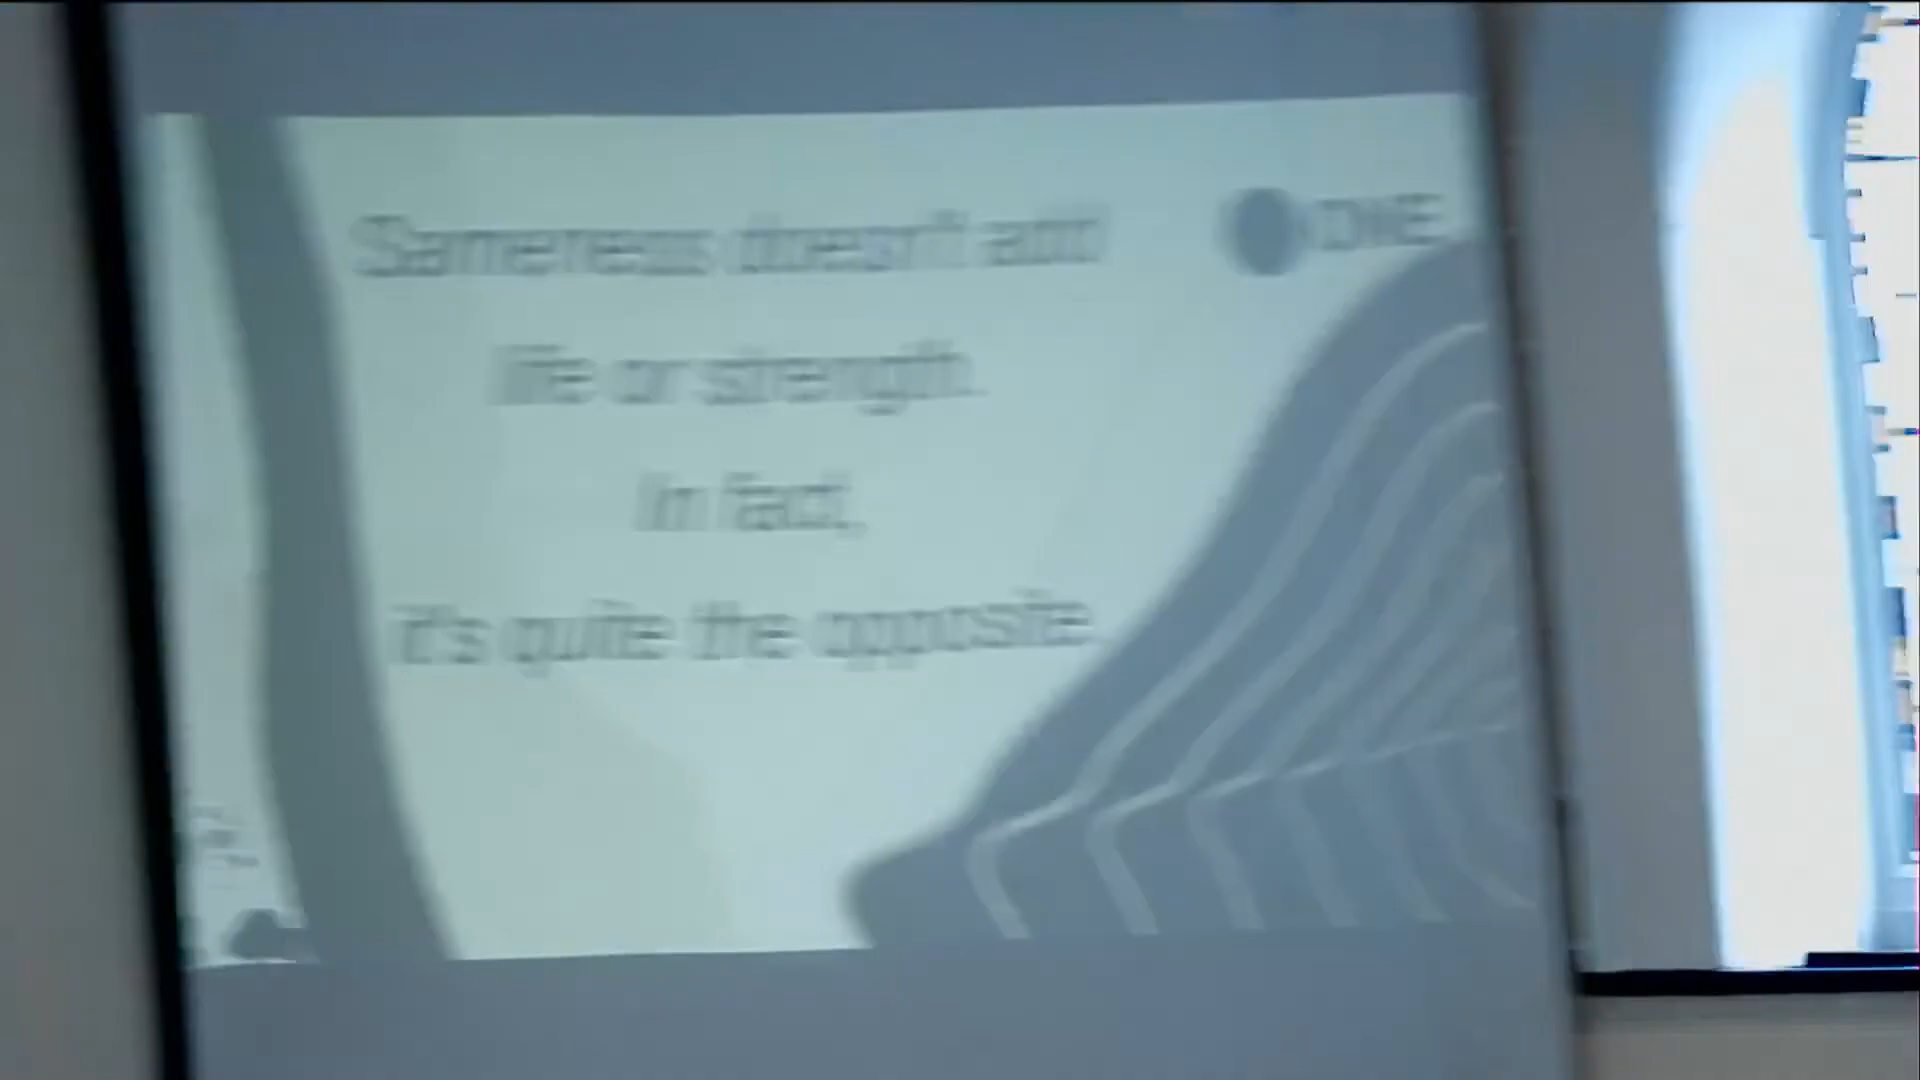 Sameness doesn't add
life or strength.
In fact,
it's quite the opposite.